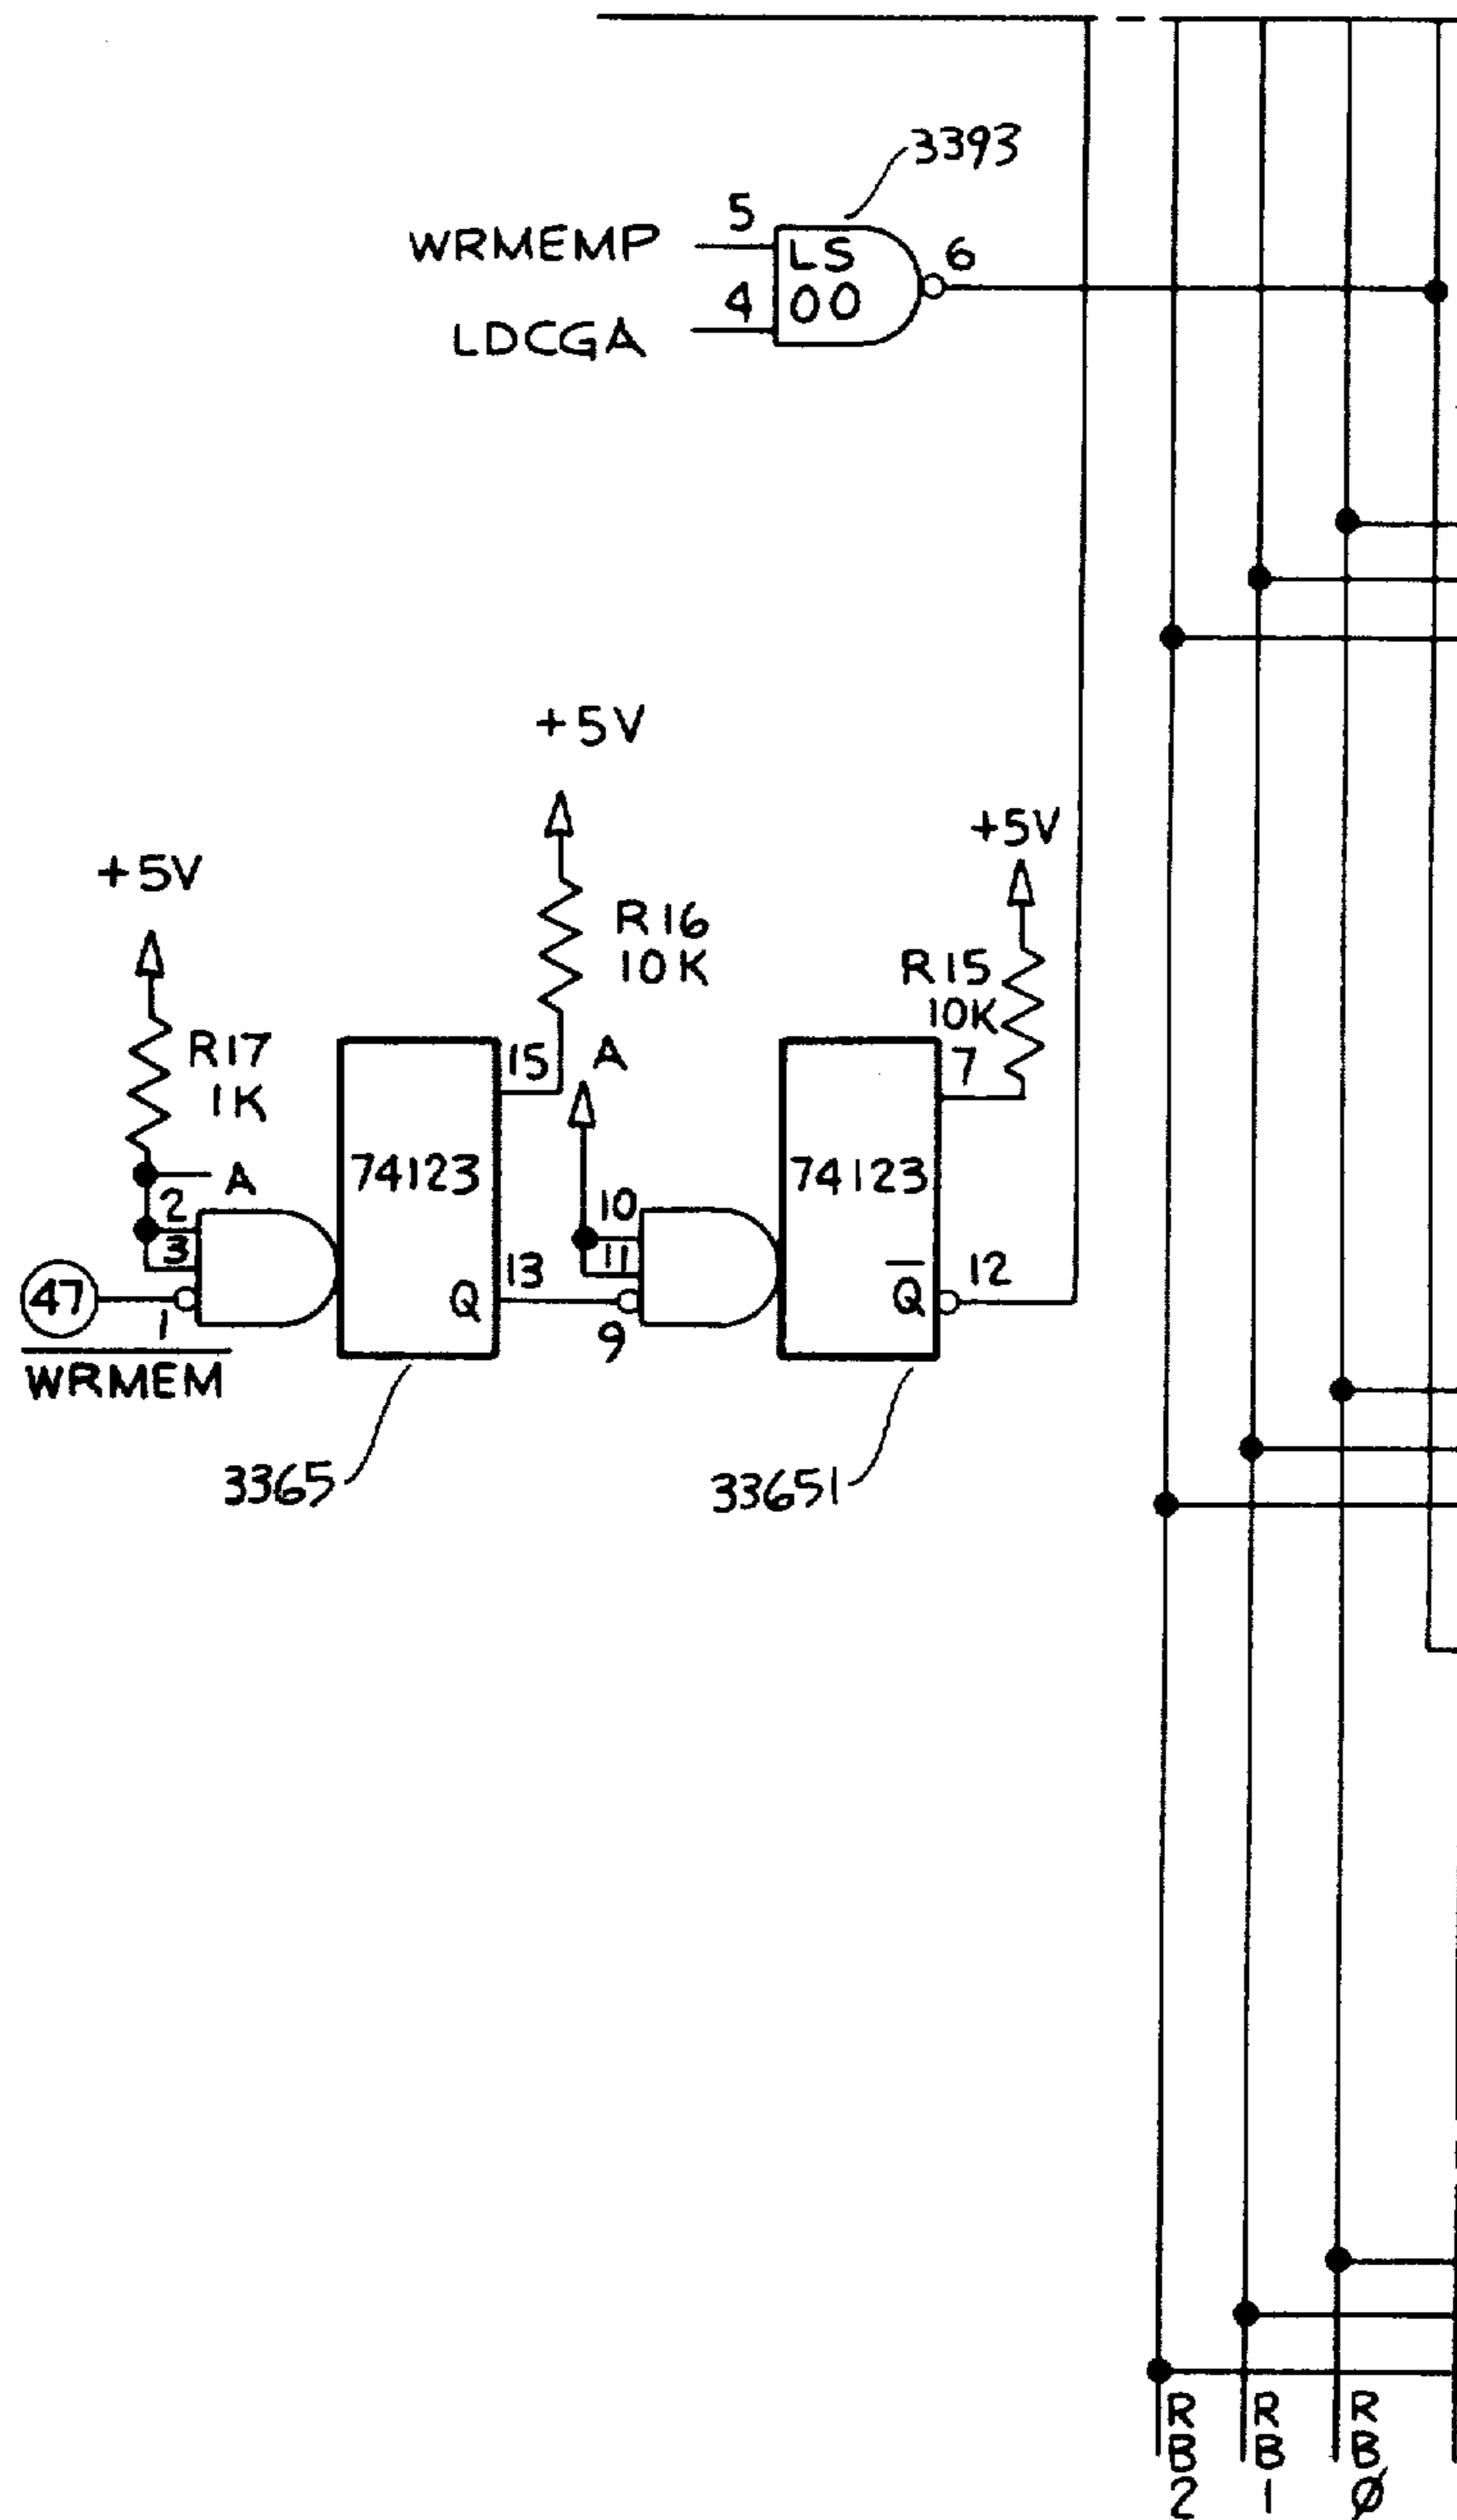 3393
5
WRMEMP
LS
6
4
00
LDCGA
+5V
+5V
+5V
R16
10K
R15
10K
R17
1K
15
A
7
74123
74123
A
2
10
3
11
13
12
47
Q
Q
1
9
WRMEM
3365
33651
R
B
2
R
B
1
R
B
Ø